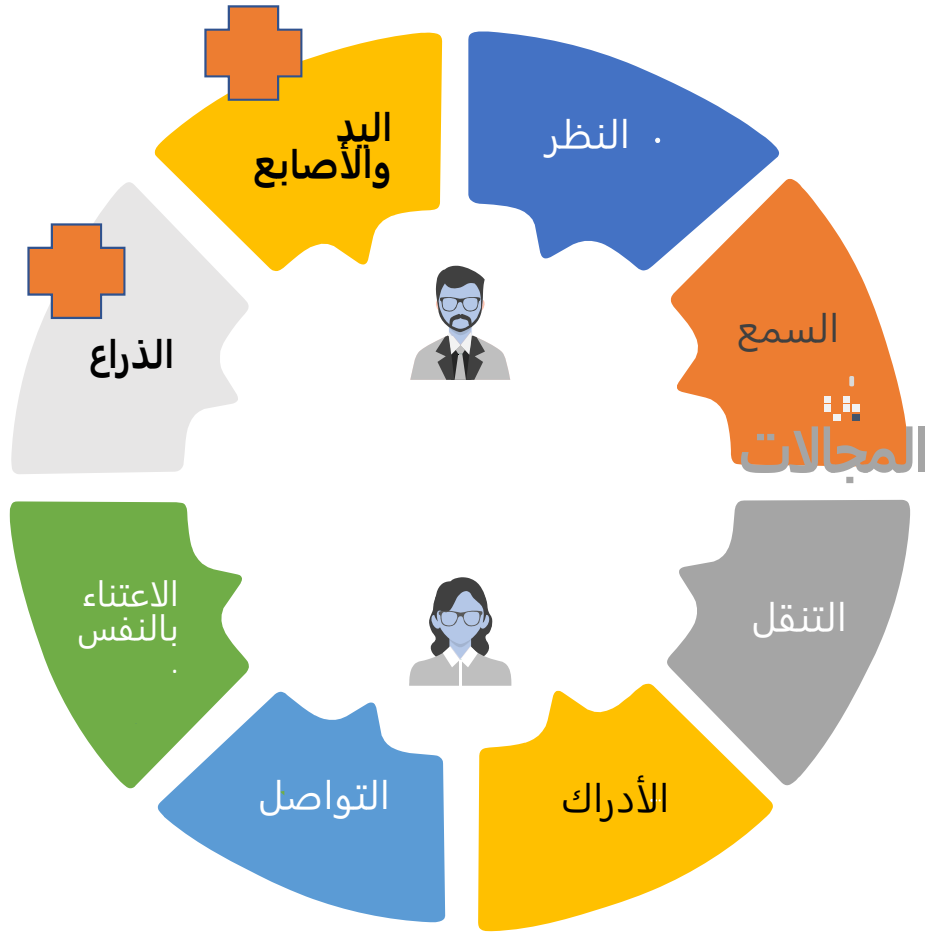 النظر
السمع
المجالات
التنقل
الأدراك
التواصل
الاعتناء
بالنفس
الذراع
اليد
والأصابع